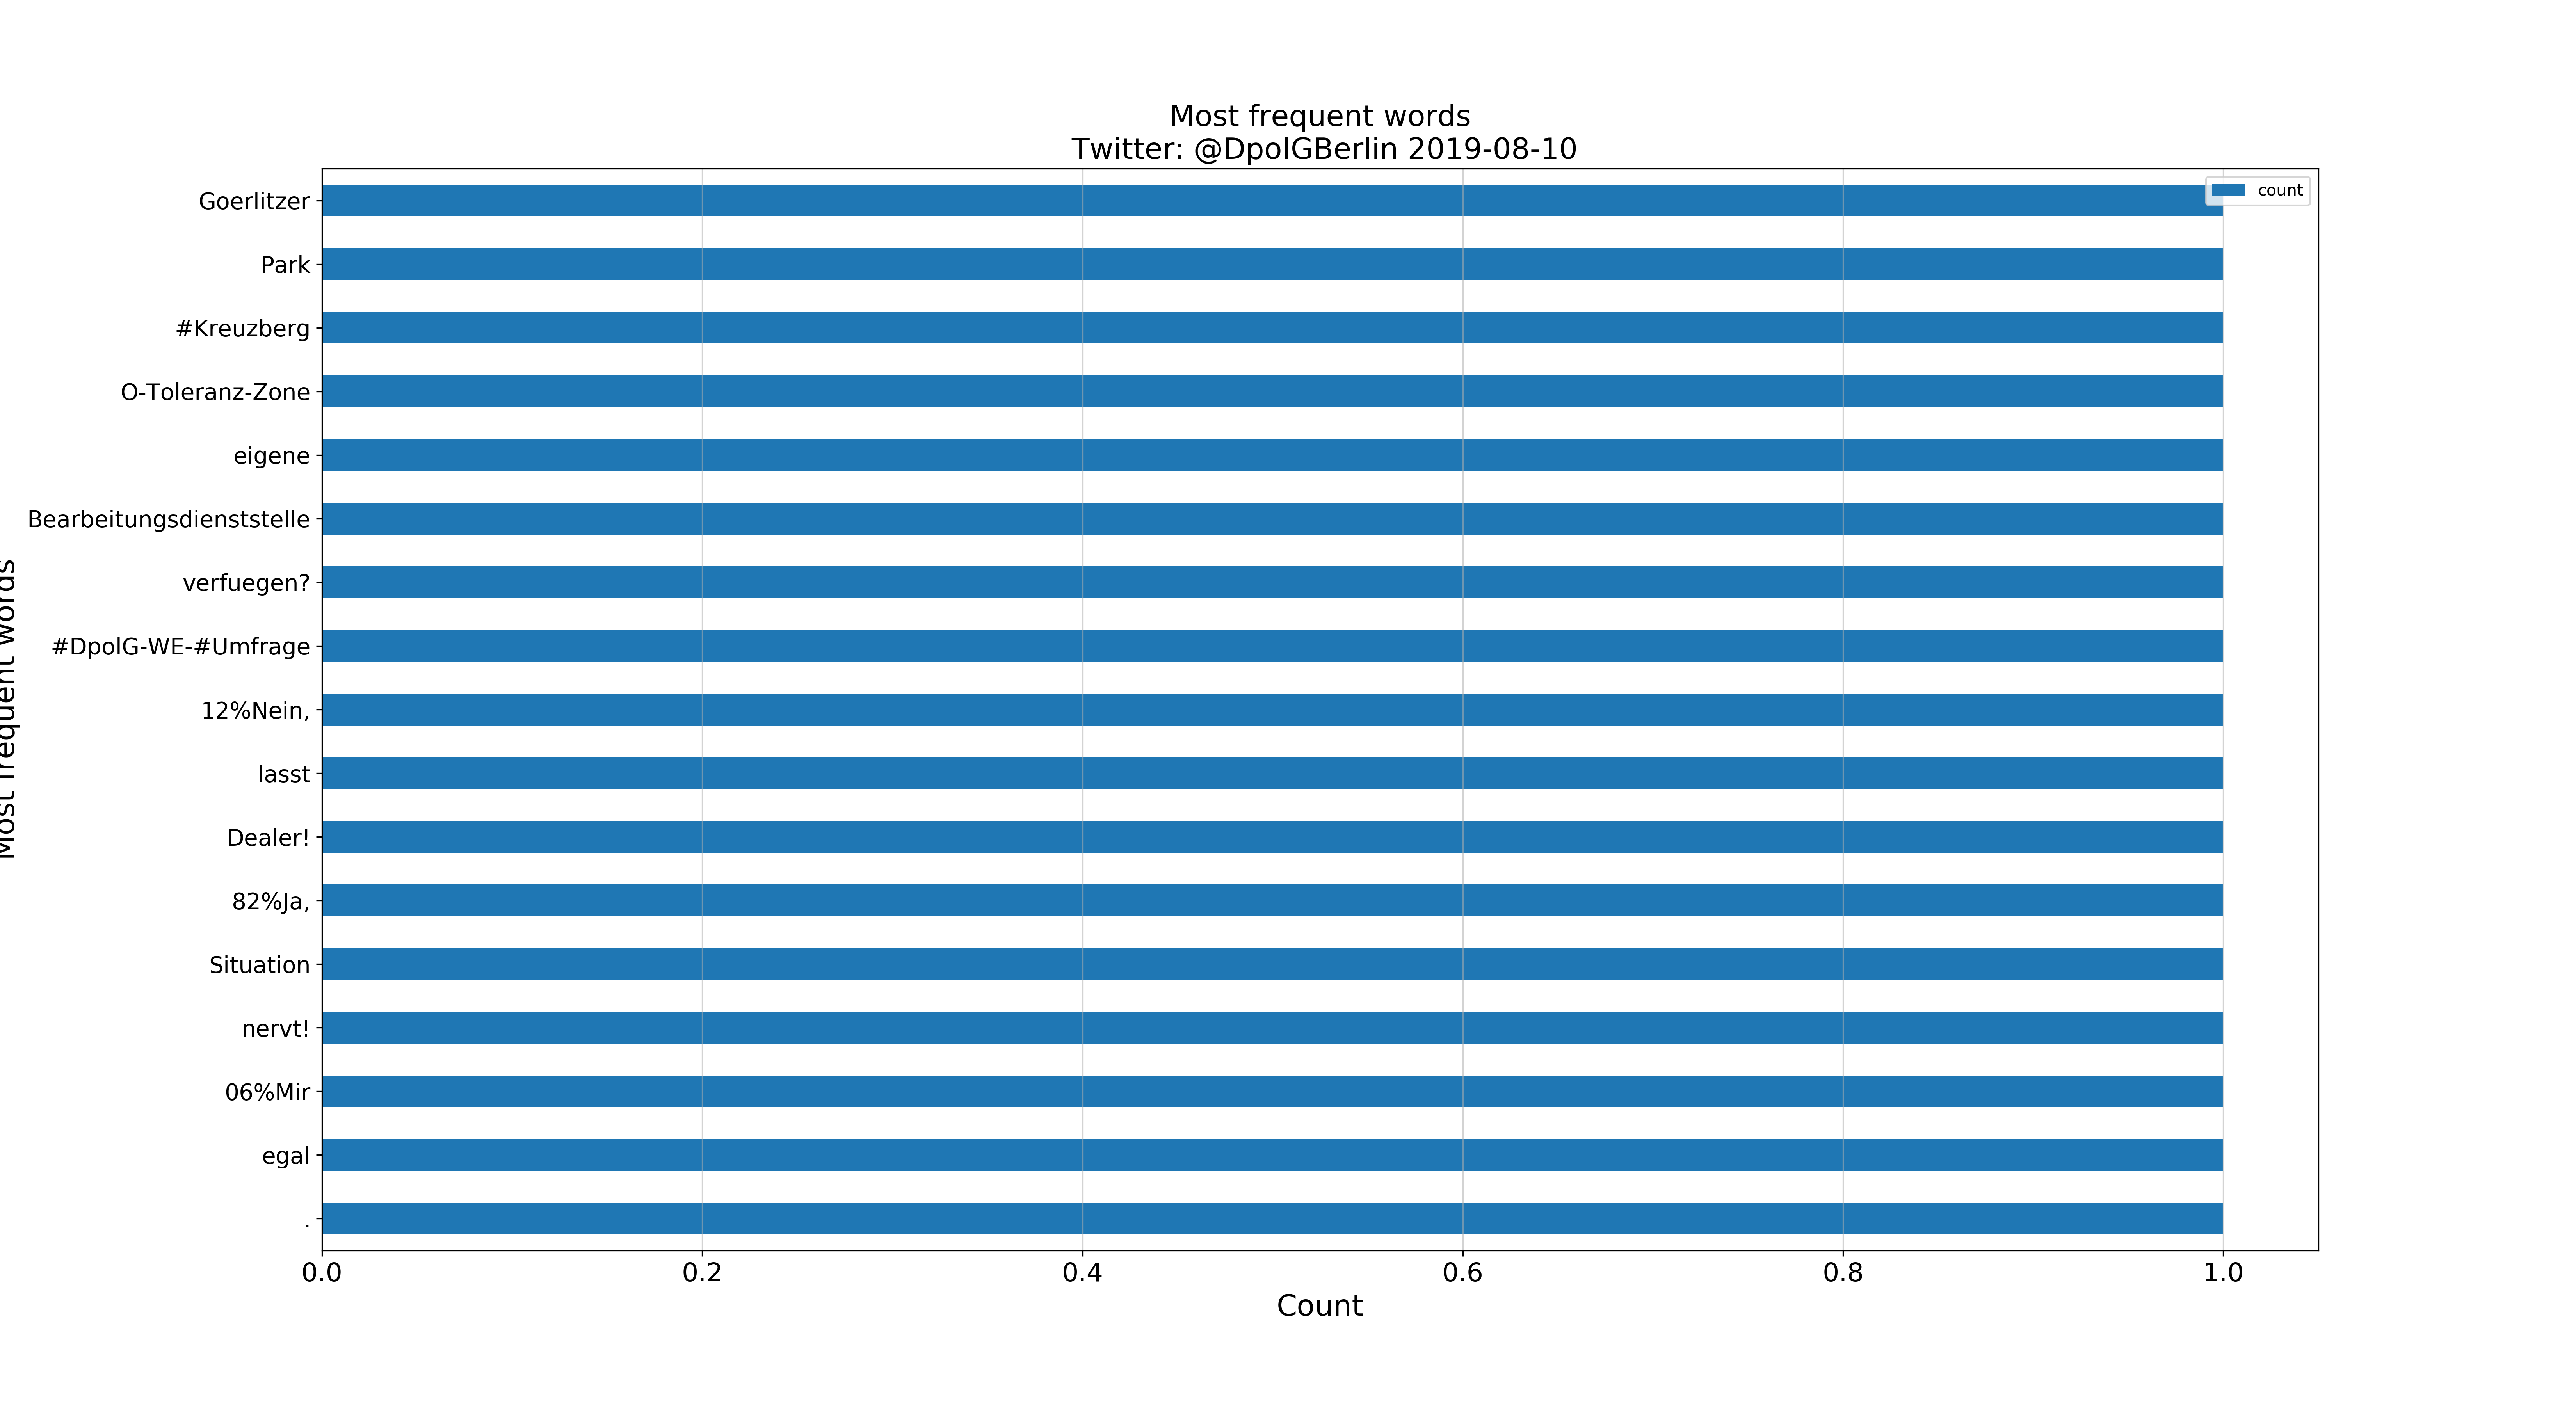 Most frequent words
Twitter: @DpoIGBerlin 2019-08-10
count
Goerlitzer
Park
#Kreuzberg
O-Toleranz-Zone
eigene
Bearbeitungsdienststelle
verfuegen?
#DpolG-WE-#Umfrage
12%Nein,
lasst
Dealer!
82%Ja,
Situation
nervt!
06%Mir
egal
.
Most frequent words
0.0 0.2 0.4 0.6 0.8 1.0
Count